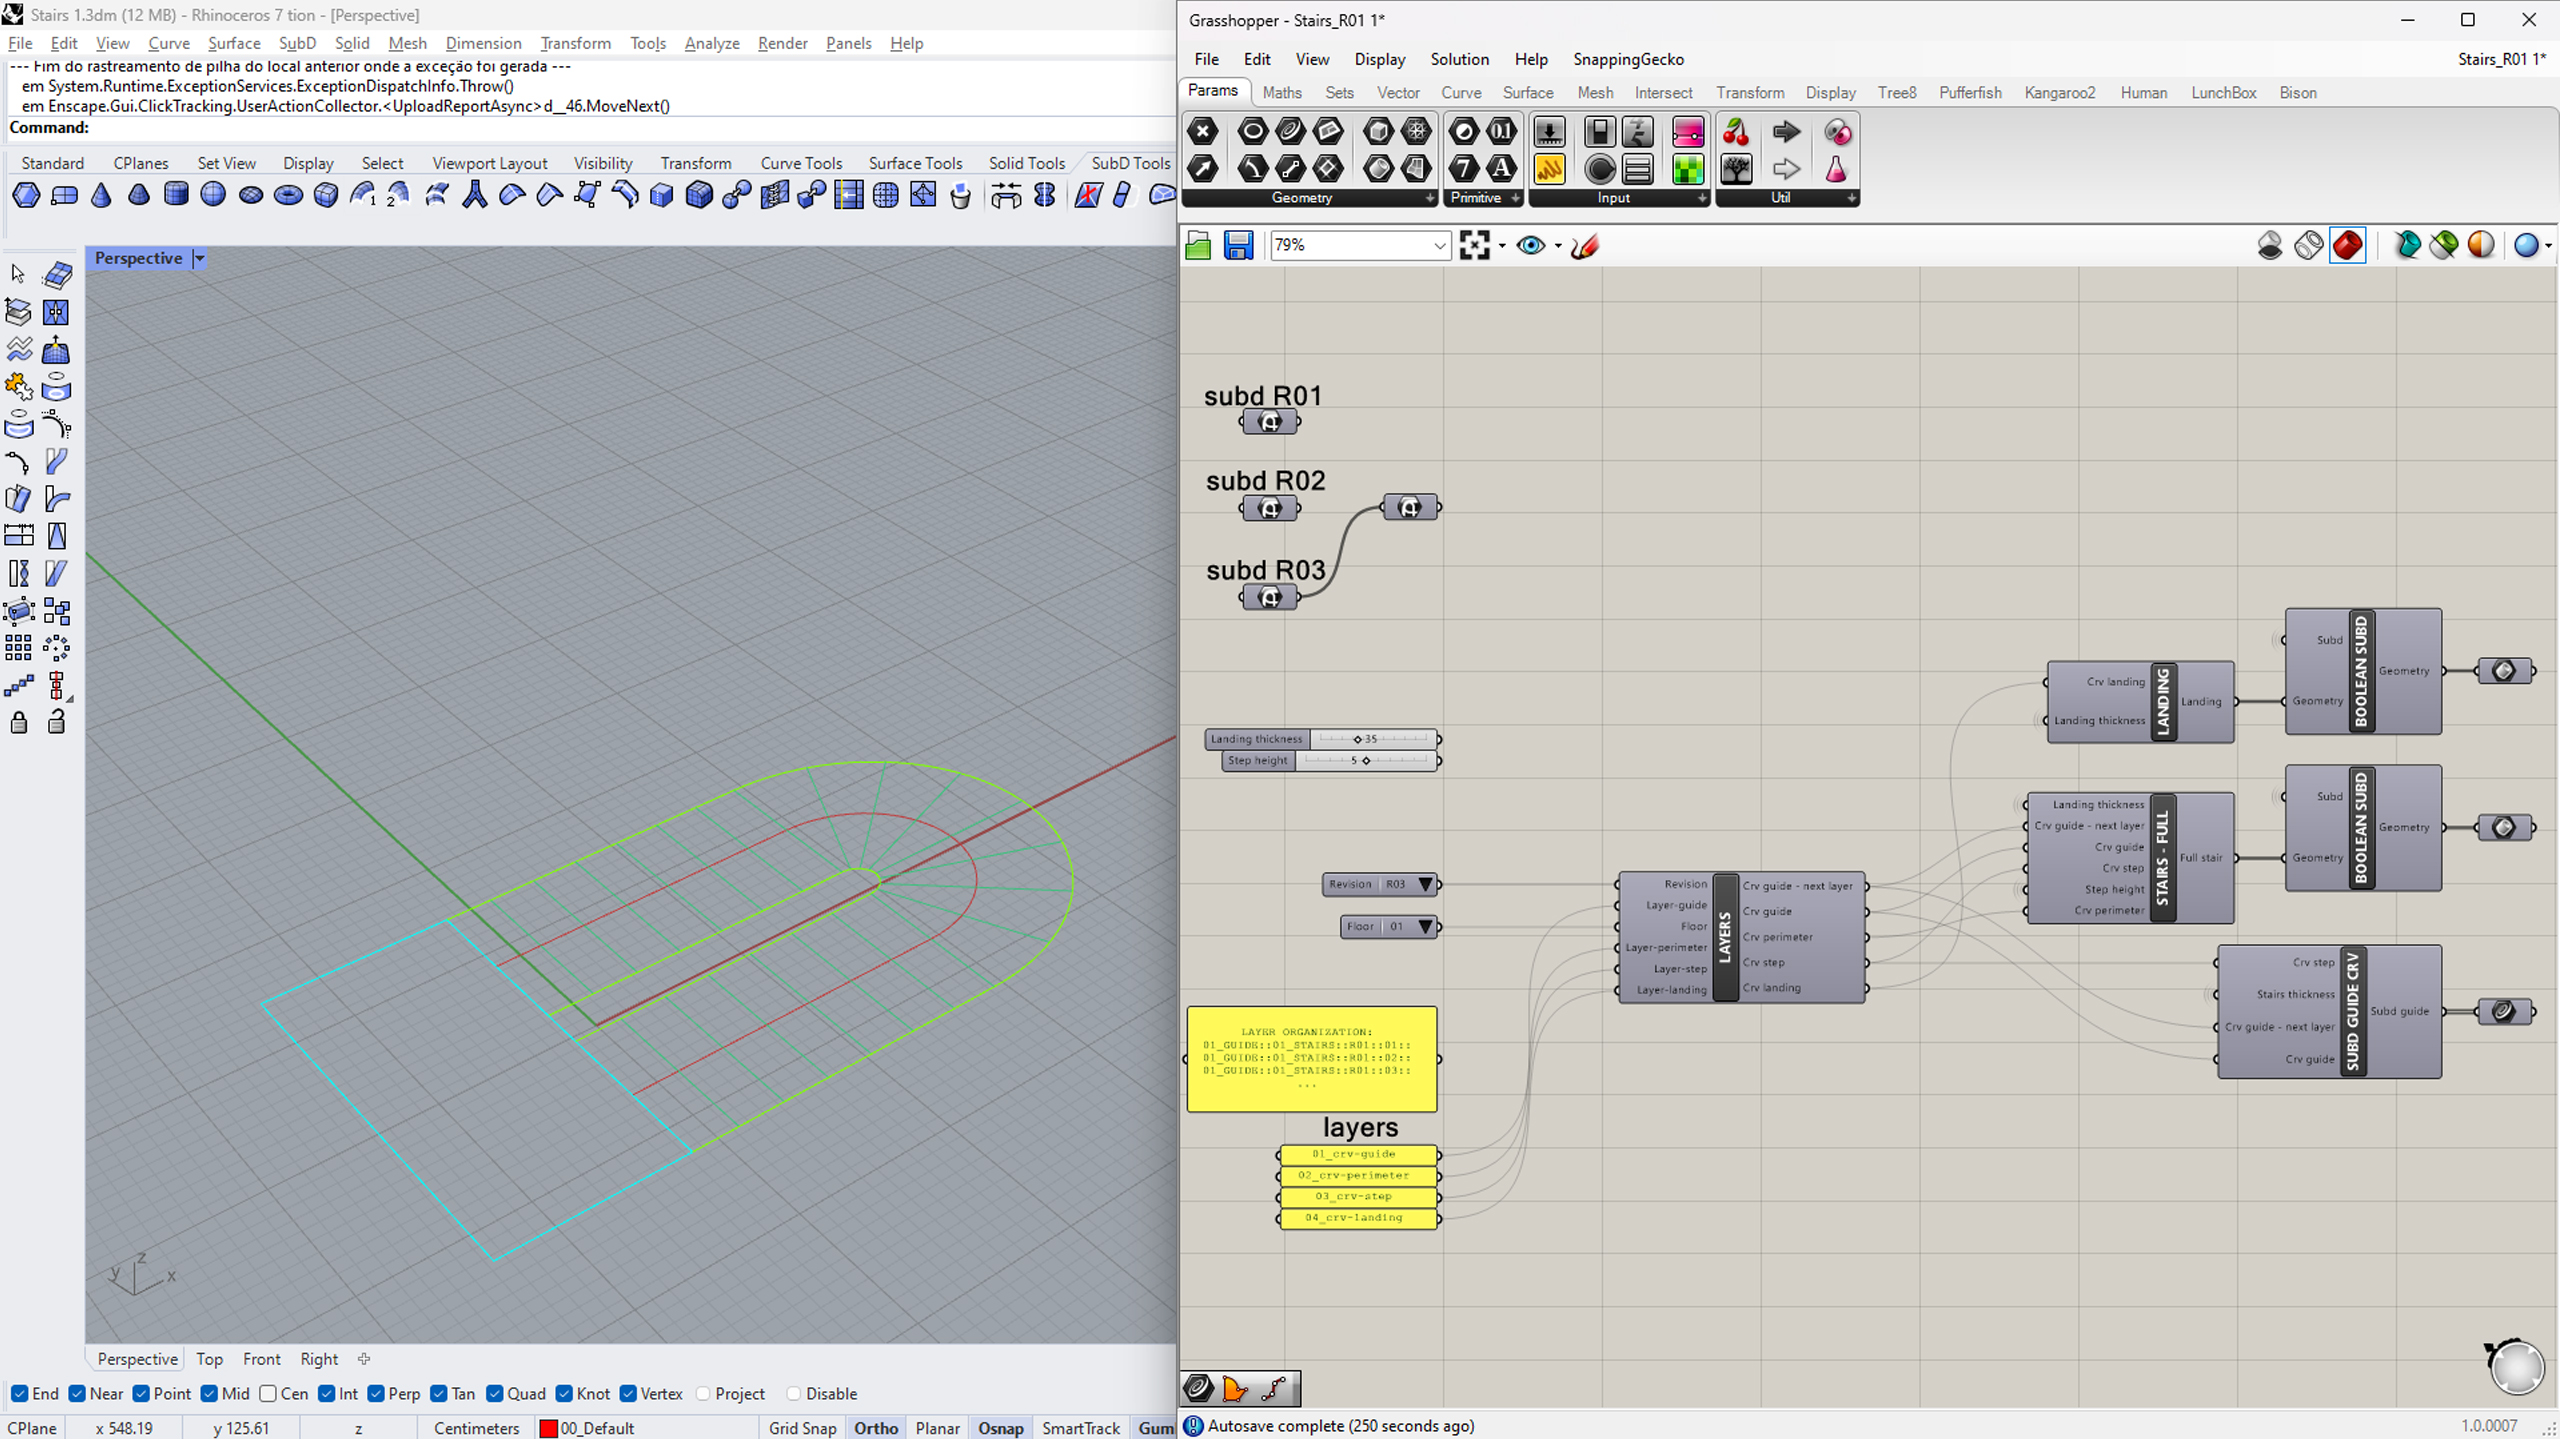 Stairs 1.3dm (12 MB) - Rhinoceros 7 tion - [Perspective]
File Edit View Curve Surface SubD Solid Mesh Dimension Transform Tools Analyze Render Panels Help
--- Fim do rastreamento de pilha do local anterior onde a exceção foi gerada ---
em System.Runtime.ExceptionServices.ExceptionDispatchInfo.Throw()
em Enscape.Gui.ClickTracking.UserActionCollector.<UploadReportAsync>d__46.MoveNext()
Command:
Standard CPlanes Set View Display Select Viewport Layout Visibility Transform Curve Tools Surface Tools Solid Tools SubD Tools
Perspective
z
y x
Perspective Top Front Right
End Near Point Mid Cen Int Perp Tan Quad Knot Vertex Project Disable
CPlane x 548.19 y 125.61 z Centimeters 00_Default Grid Snap Ortho Planar Osnap SmartTrack Gum
Grasshopper - Stairs_R01 1*
File Edit View Display Solution Help SnappingGecko Stairs_R01 1*
Params Maths Sets Vector Curve Surface Mesh Intersect Transform Display Tree8 Pufferfish Kangaroo2 Human LunchBox Bison
Geometry Primitive Input Util
79%
subd R01
subd R02
subd R03
Landing thickness 35
Step height 5
Revision R03
Floor 01
LAYER ORGANIZATION:
01_GUIDE::01_STAIRS::R01::01::
01_GUIDE::01_STAIRS::R01::02::
01_GUIDE::01_STAIRS::R01::03::
...
layers
01_crv-guide
02_crv-perimeter
03_crv-step
04_crv-landing
Revision
Layer-guide
Floor
Layer-perimeter
Layer-step
Layer-landing
LAYERS
Crv guide - next layer
Crv guide
Crv perimeter
Crv step
Crv landing
Crv landing
Landing thickness
LANDING
Landing
Subd
Geometry
BOOLEAN SUBD
Geometry
Landing thickness
Crv guide - next layer
Crv guide
Crv step
Step height
Crv perimeter
STAIRS - FULL
Full stair
Subd
Geometry
BOOLEAN SUBD
Geometry
Crv step
Stairs thickness
Crv guide - next layer
Crv guide
SUBD GUIDE CRV
Subd guide
Autosave complete (250 seconds ago)
1.0.0007